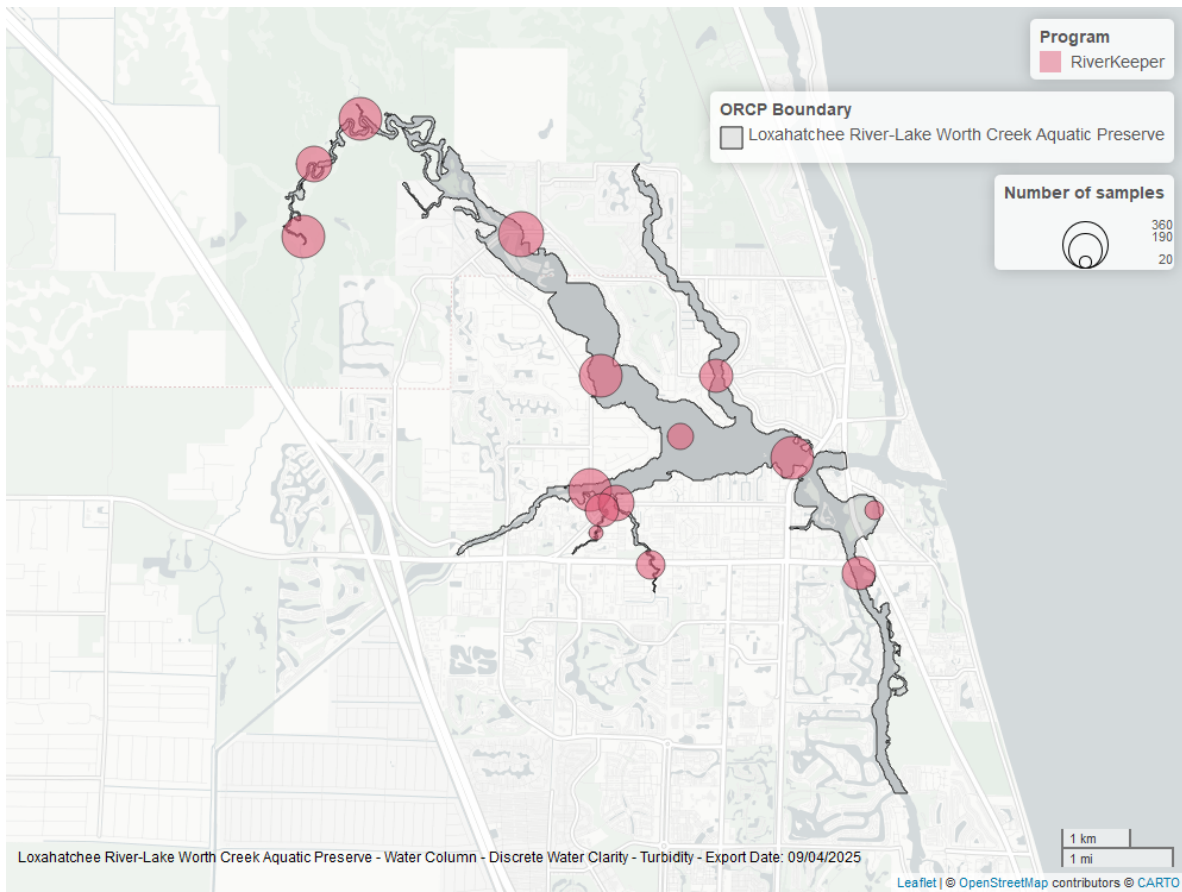 Program
RiverKeeper
ORCP Boundary
Loxahatchee River-Lake Worth Creek Aquatic Preserve
Number of samples
360
190
20
1 km
1 mi
Loxahatchee River-Lake Worth Creek Aquatic Preserve - Water Column - Discrete Water Clarity - Turbidity - Export Date: 09/04/2025
Leaflet | © OpenStreetMap contributors © CARTO